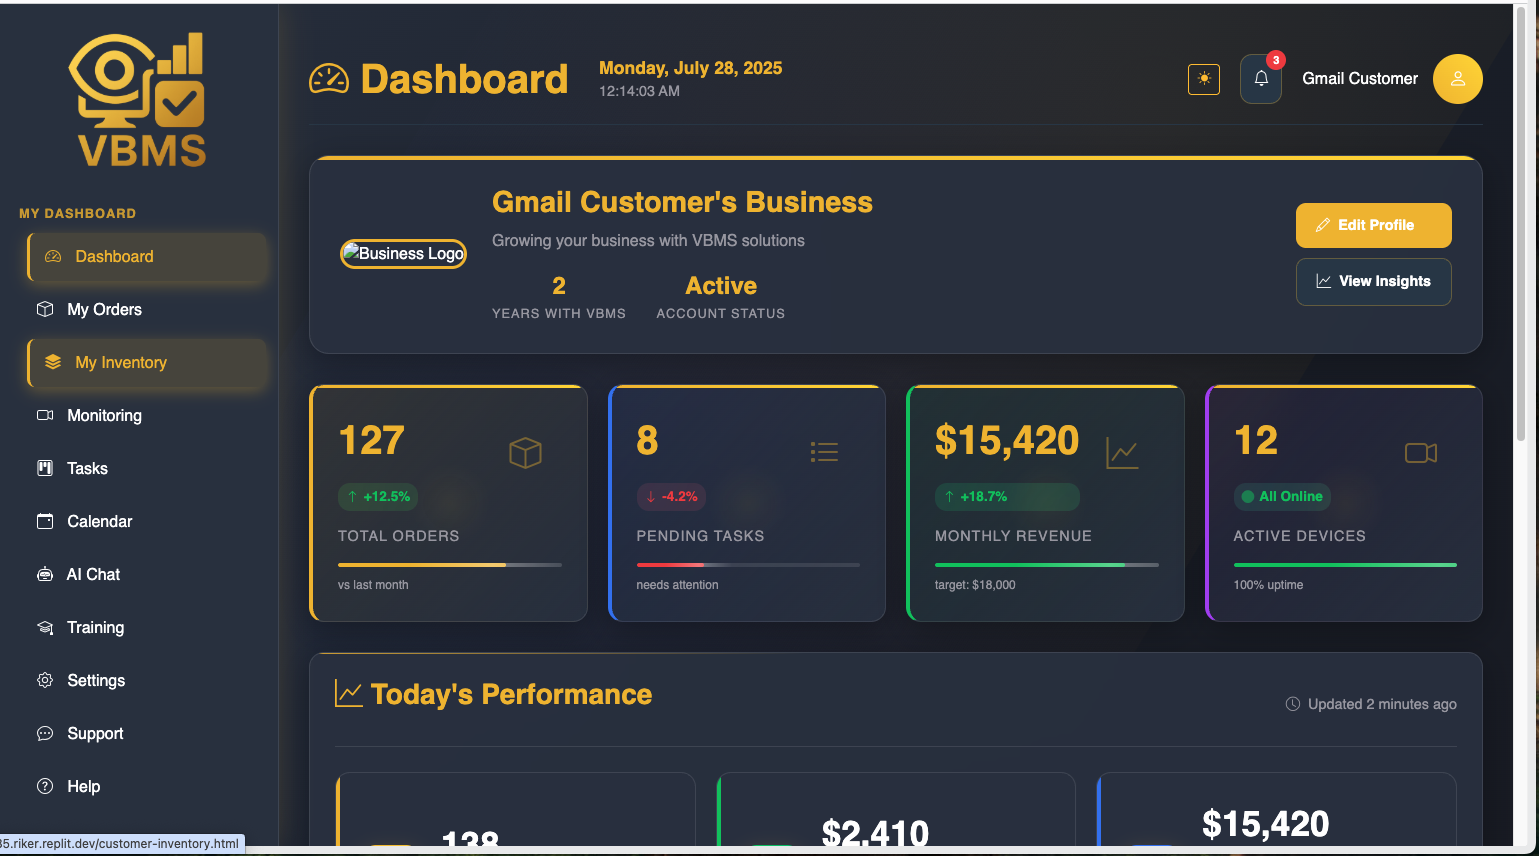 VBMS
MY DASHBOARD
Dashboard
My Orders
My Inventory
Monitoring
Tasks
Calendar
AI Chat
Training
Settings
Support
Help
Dashboard
Monday, July 28, 2025
12:14:03 AM
3
Gmail Customer
Business Logo
Gmail Customer's Business
Growing your business with VBMS solutions
2
YEARS WITH VBMS
Active
ACCOUNT STATUS
Edit Profile
View Insights
127
↑ +12.5%
TOTAL ORDERS
vs last month
8
↓ -4.2%
PENDING TASKS
needs attention
$15,420
↑ +18.7%
MONTHLY REVENUE
target: $18,000
12
All Online
ACTIVE DEVICES
100% uptime
Today's Performance
Updated 2 minutes ago
138
$2,410
$15,420
35.riker.replit.dev/customer-inventory.html